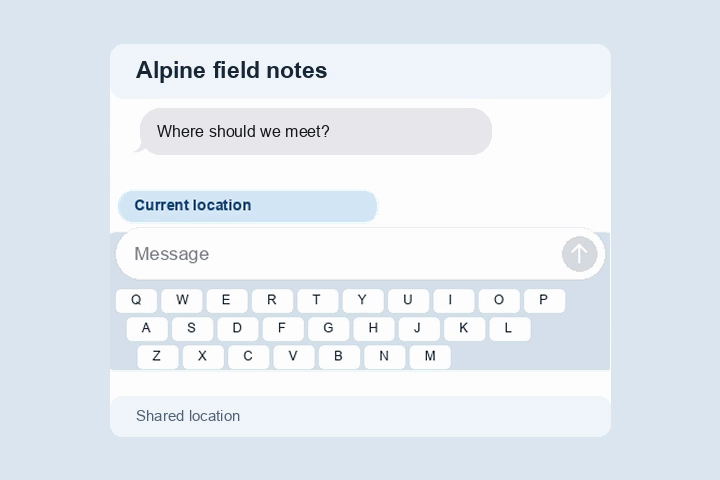 Alpine field notes
Where should we meet?
Current location
Message
Q W E R T Y U I O P
A S D F G H J K L
Z X C V B N M
Shared location